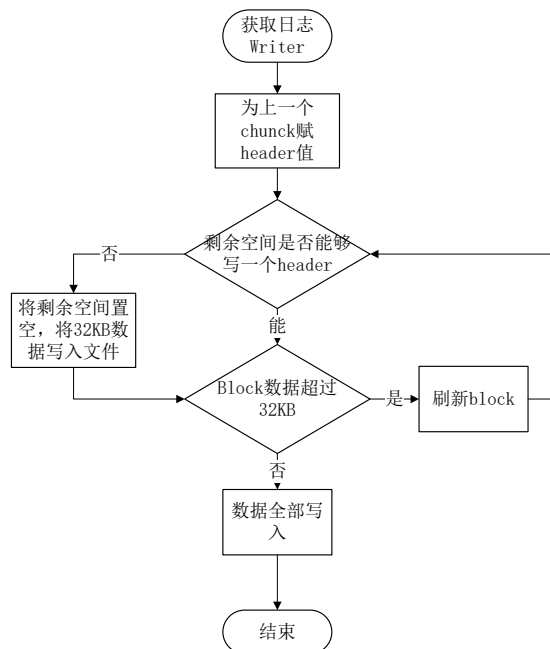 获取日志
Writer
为上一个
chunck赋
header值
剩余空间是否能够
写一个header
否
将剩余空间置
空，将32KB数
据写入文件
能
Block数据超过
32KB
是
刷新block
否
数据全部写
入
结束